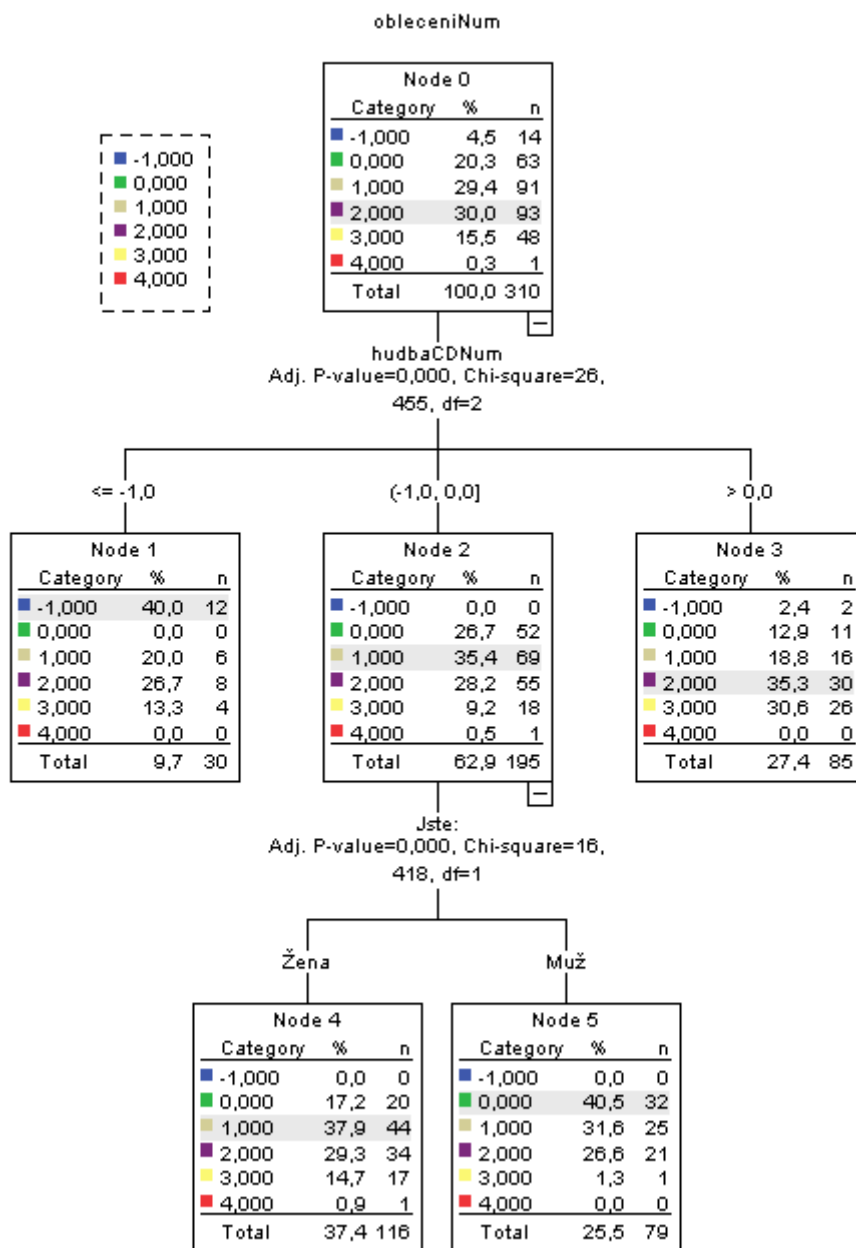 obleceniNum
-1,000
0,000
1,000
2,000
3,000
4,000
Node 0
Category % n
-1,000 4,5 14
0,000 20,3 63
1,000 29,4 91
2,000 30,0 93
3,000 15,5 48
4,000 0,3 1
Total 100,0 310
hudbaCDNum
Adj. P-value=0,000, Chi-square=26,
455, df=2
<= -1,0
(-1,0, 0,0]
> 0,0
Node 1
Category % n
-1,000 40,0 12
0,000 0,0 0
1,000 20,0 6
2,000 26,7 8
3,000 13,3 4
4,000 0,0 0
Total 9,7 30
Node 2
Category % n
-1,000 0,0 0
0,000 26,7 52
1,000 35,4 69
2,000 28,2 55
3,000 9,2 18
4,000 0,5 1
Total 62,9 195
Node 3
Category % n
-1,000 2,4 2
0,000 12,9 11
1,000 18,8 16
2,000 35,3 30
3,000 30,6 26
4,000 0,0 0
Total 27,4 85
Jste:
Adj. P-value=0,000, Chi-square=16,
418, df=1
Žena
Muž
Node 4
Category % n
-1,000 0,0 0
0,000 17,2 20
1,000 37,9 44
2,000 29,3 34
3,000 14,7 17
4,000 0,9 1
Total 37,4 116
Node 5
Category % n
-1,000 0,0 0
0,000 40,5 32
1,000 31,6 25
2,000 26,6 21
3,000 1,3 1
4,000 0,0 0
Total 25,5 79